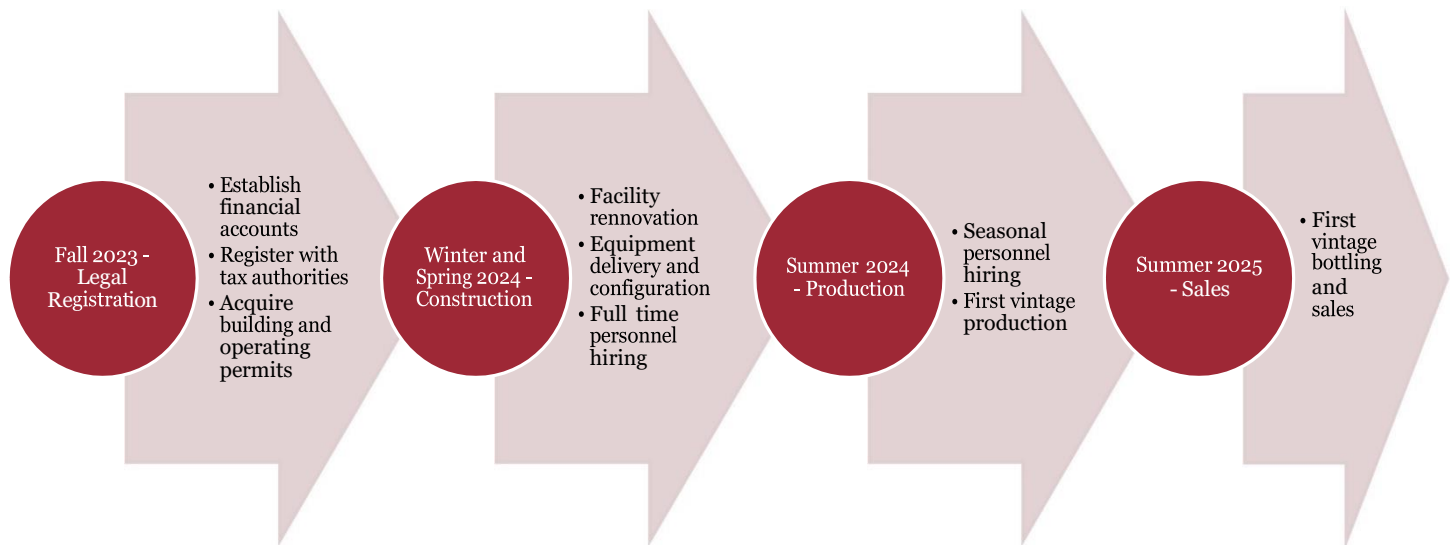 Fall 2023 -
Legal
Registration
• Establish
financial
accounts
• Register with
tax authorities
• Acquire
building and
operating
permits
Winter and
Spring 2024 -
Construction
• Facility
rennovation
• Equipment
delivery and
configuration
• Full time
personnel
hiring
Summer 2024
- Production
• Seasonal
personnel
hiring
• First vintage
production
Summer 2025
- Sales
• First
vintage
bottling
and
sales